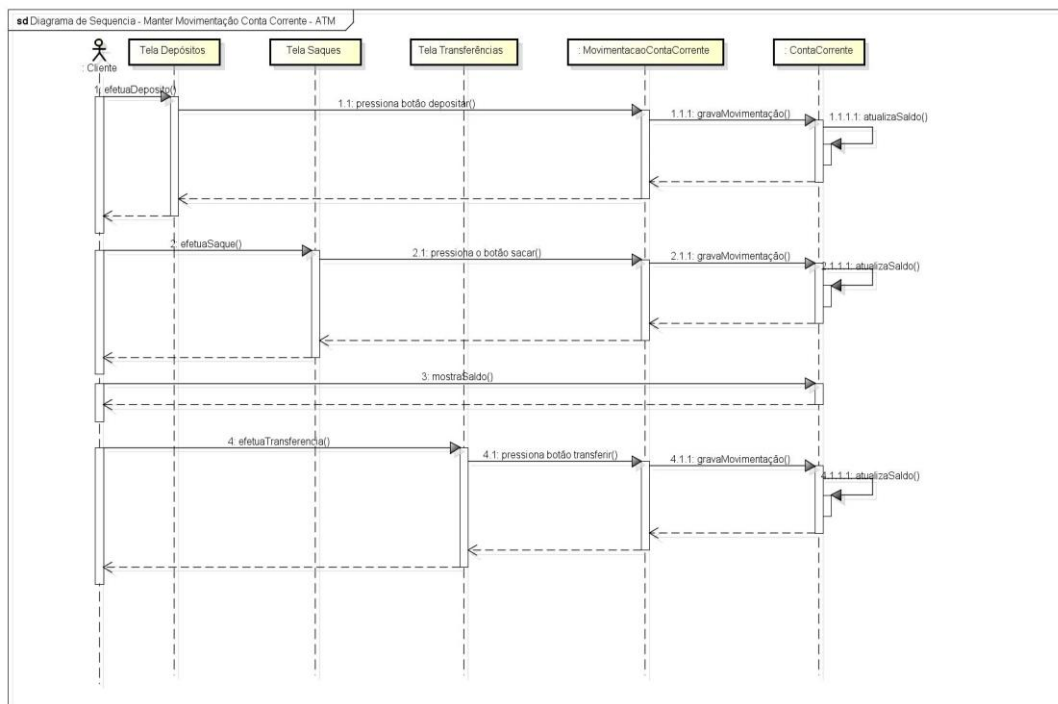 sd Diagrama de Sequencia - Manter Movimentação Conta Corrente - ATM
: Cliente
Tela Depósitos
Tela Saques
Tela Transferências
: MovimentacaoContaCorrente
: ContaCorrente
1: efetuaDeposito()
1.1: pressiona botão depositar()
1.1.1: gravaMovimentação()
1.1.1.1: atualizaSaldo()
2: efetuaSaque()
2.1: pressiona o botão sacar()
2.1.1: gravaMovimentação()
2.1.1.1: atualizaSaldo()
3: mostraSaldo()
4: efetuaTransferencia()
4.1: pressiona botão transferir()
4.1.1: gravaMovimentação()
4.1.1.1: atualizaSaldo()